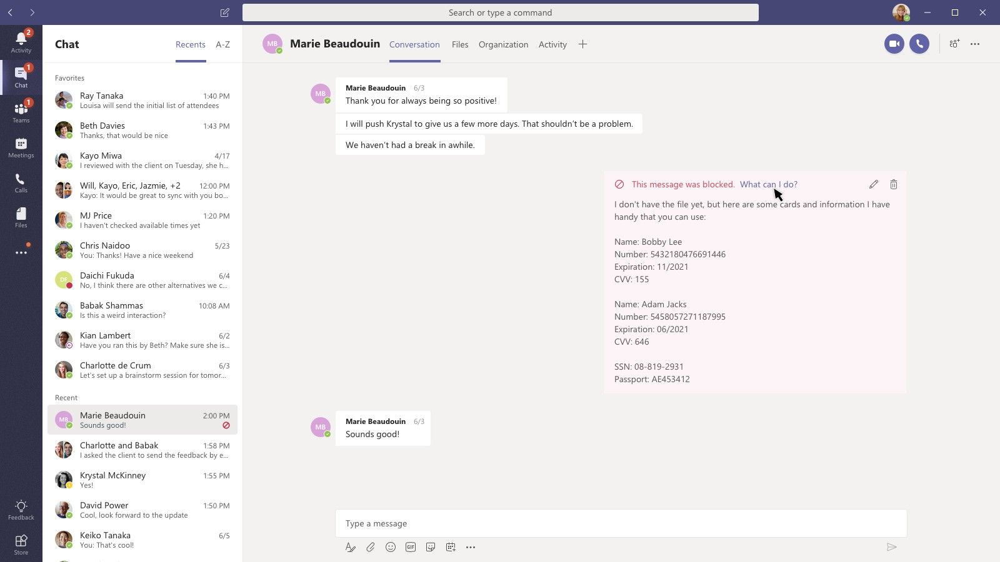 Search or type a command
2
Activity
1
Chat
1
Teams
Meetings
Calls
Files
Feedback
Store
Chat
Recents
A-Z
Favorites
Ray Tanaka 1:40 PM
Louisa will send the initial list of attendees
Beth Davies 1:43 PM
Thanks, that would be nice
Kayo Miwa 4/17
I reviewed with the client on Tuesday, she h...
Will, Kayo, Eric, Jazmie, +2 12:00 PM
Kayo: It would be great to sync with you bo...
MJ Price 1:20 PM
I haven't checked available times yet
Chris Naidoo 5/23
You: Thanks! Have a nice weekend
DF
Daichi Fukuda 6/4
No, I think there are other alternatives we c...
Babak Shammas 10:08 AM
Is this a weird interaction?
Kian Lambert 6/2
Have you ran this by Beth? Make sure she is...
Charlotte de Crum 6/3
Let's set up a brainstorm session for tomor...
Recent
MB
Marie Beaudouin 2:00 PM
Sounds good!
Charlotte and Babak 1:58 PM
I asked the client to send the feedback by e...
Krystal McKinney 1:55 PM
Yes!
David Power 1:50 PM
Cool, look forward to the update
Keiko Tanaka 6/5
You: That's cool!
MB
Marie Beaudouin
Conversation
Files
Organization
Activity
MB
Marie Beaudouin 6/3
Thank you for always being so positive!
I will push Krystal to give us a few more days. That shouldn't be a problem.
We haven't had a break in awhile.
This message was blocked. What can I do?
I don't have the file yet, but here are some cards and information I have
handy that you can use:
Name: Bobby Lee
Number: 5432180476691446
Expiration: 11/2021
CVV: 155
Name: Adam Jacks
Number: 5458057271187995
Expiration: 06/2021
CVV: 646
SSN: 08-819-2931
Passport: AE453412
MB
Marie Beaudouin 6/3
Sounds good!
Type a message
GIF